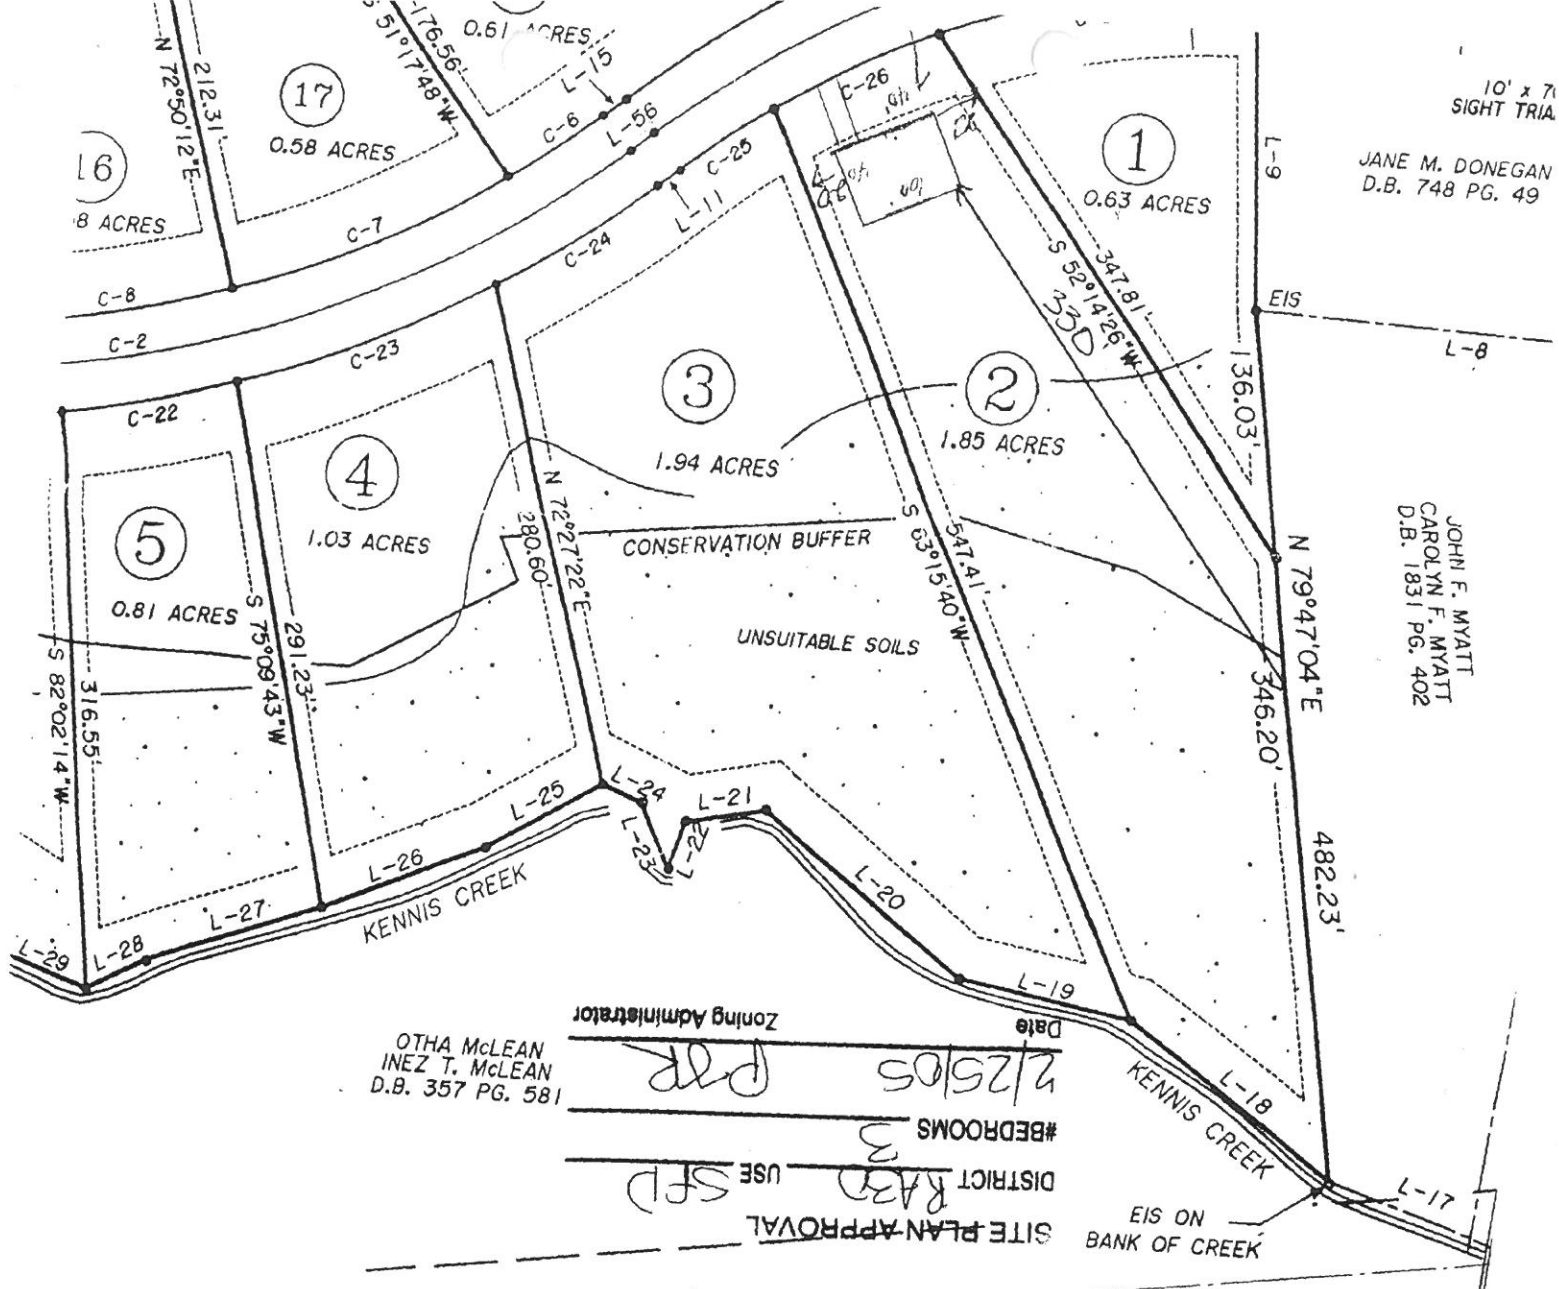 0.61 ACRES
176.56'
S 51°17'48"W
L-15
212.31'
N 72°50'12"E
17
0.58 ACRES
16
8 ACRES
C-6
L-56
C-7
C-8
C-2
C-26
C-25
L-11
C-24
C-23
C-22
40'
40'
60'
1
0.63 ACRES
347.81'
S 52°14'26"W
330
L-9
10' x 7
SIGHT TRIA
JANE M. DONEGAN
D.B. 748 PG. 49
EIS
L-8
136.03'
2
1.85 ACRES
3
1.94 ACRES
4
1.03 ACRES
5
0.81 ACRES
S 63°15'40"W
547.41'
N 72°27'22"E
280.60'
S 75°09'43"W
291.23'
S 82°02'14"W
316.55'
CONSERVATION BUFFER
UNSUITABLE SOILS
N 79°47'04"E
346.20'
482.23'
JOHN F. MYATT
CAROLYN F. MYATT
D.B. 1831 PG. 402
L-24
L-25
L-21
L-23
L-22
L-26
L-27
L-28
L-29
L-20
L-19
L-18
L-17
KENNIS CREEK
KENNIS CREEK
EIS ON
BANK OF CREEK
OTHA McLEAN
INEZ T. McLEAN
D.B. 357 PG. 581
SITE PLAN APPROVAL
DISTRICT RA30 USE SFD
#BEDROOMS 3
2/25/05
Date Zoning Administrator